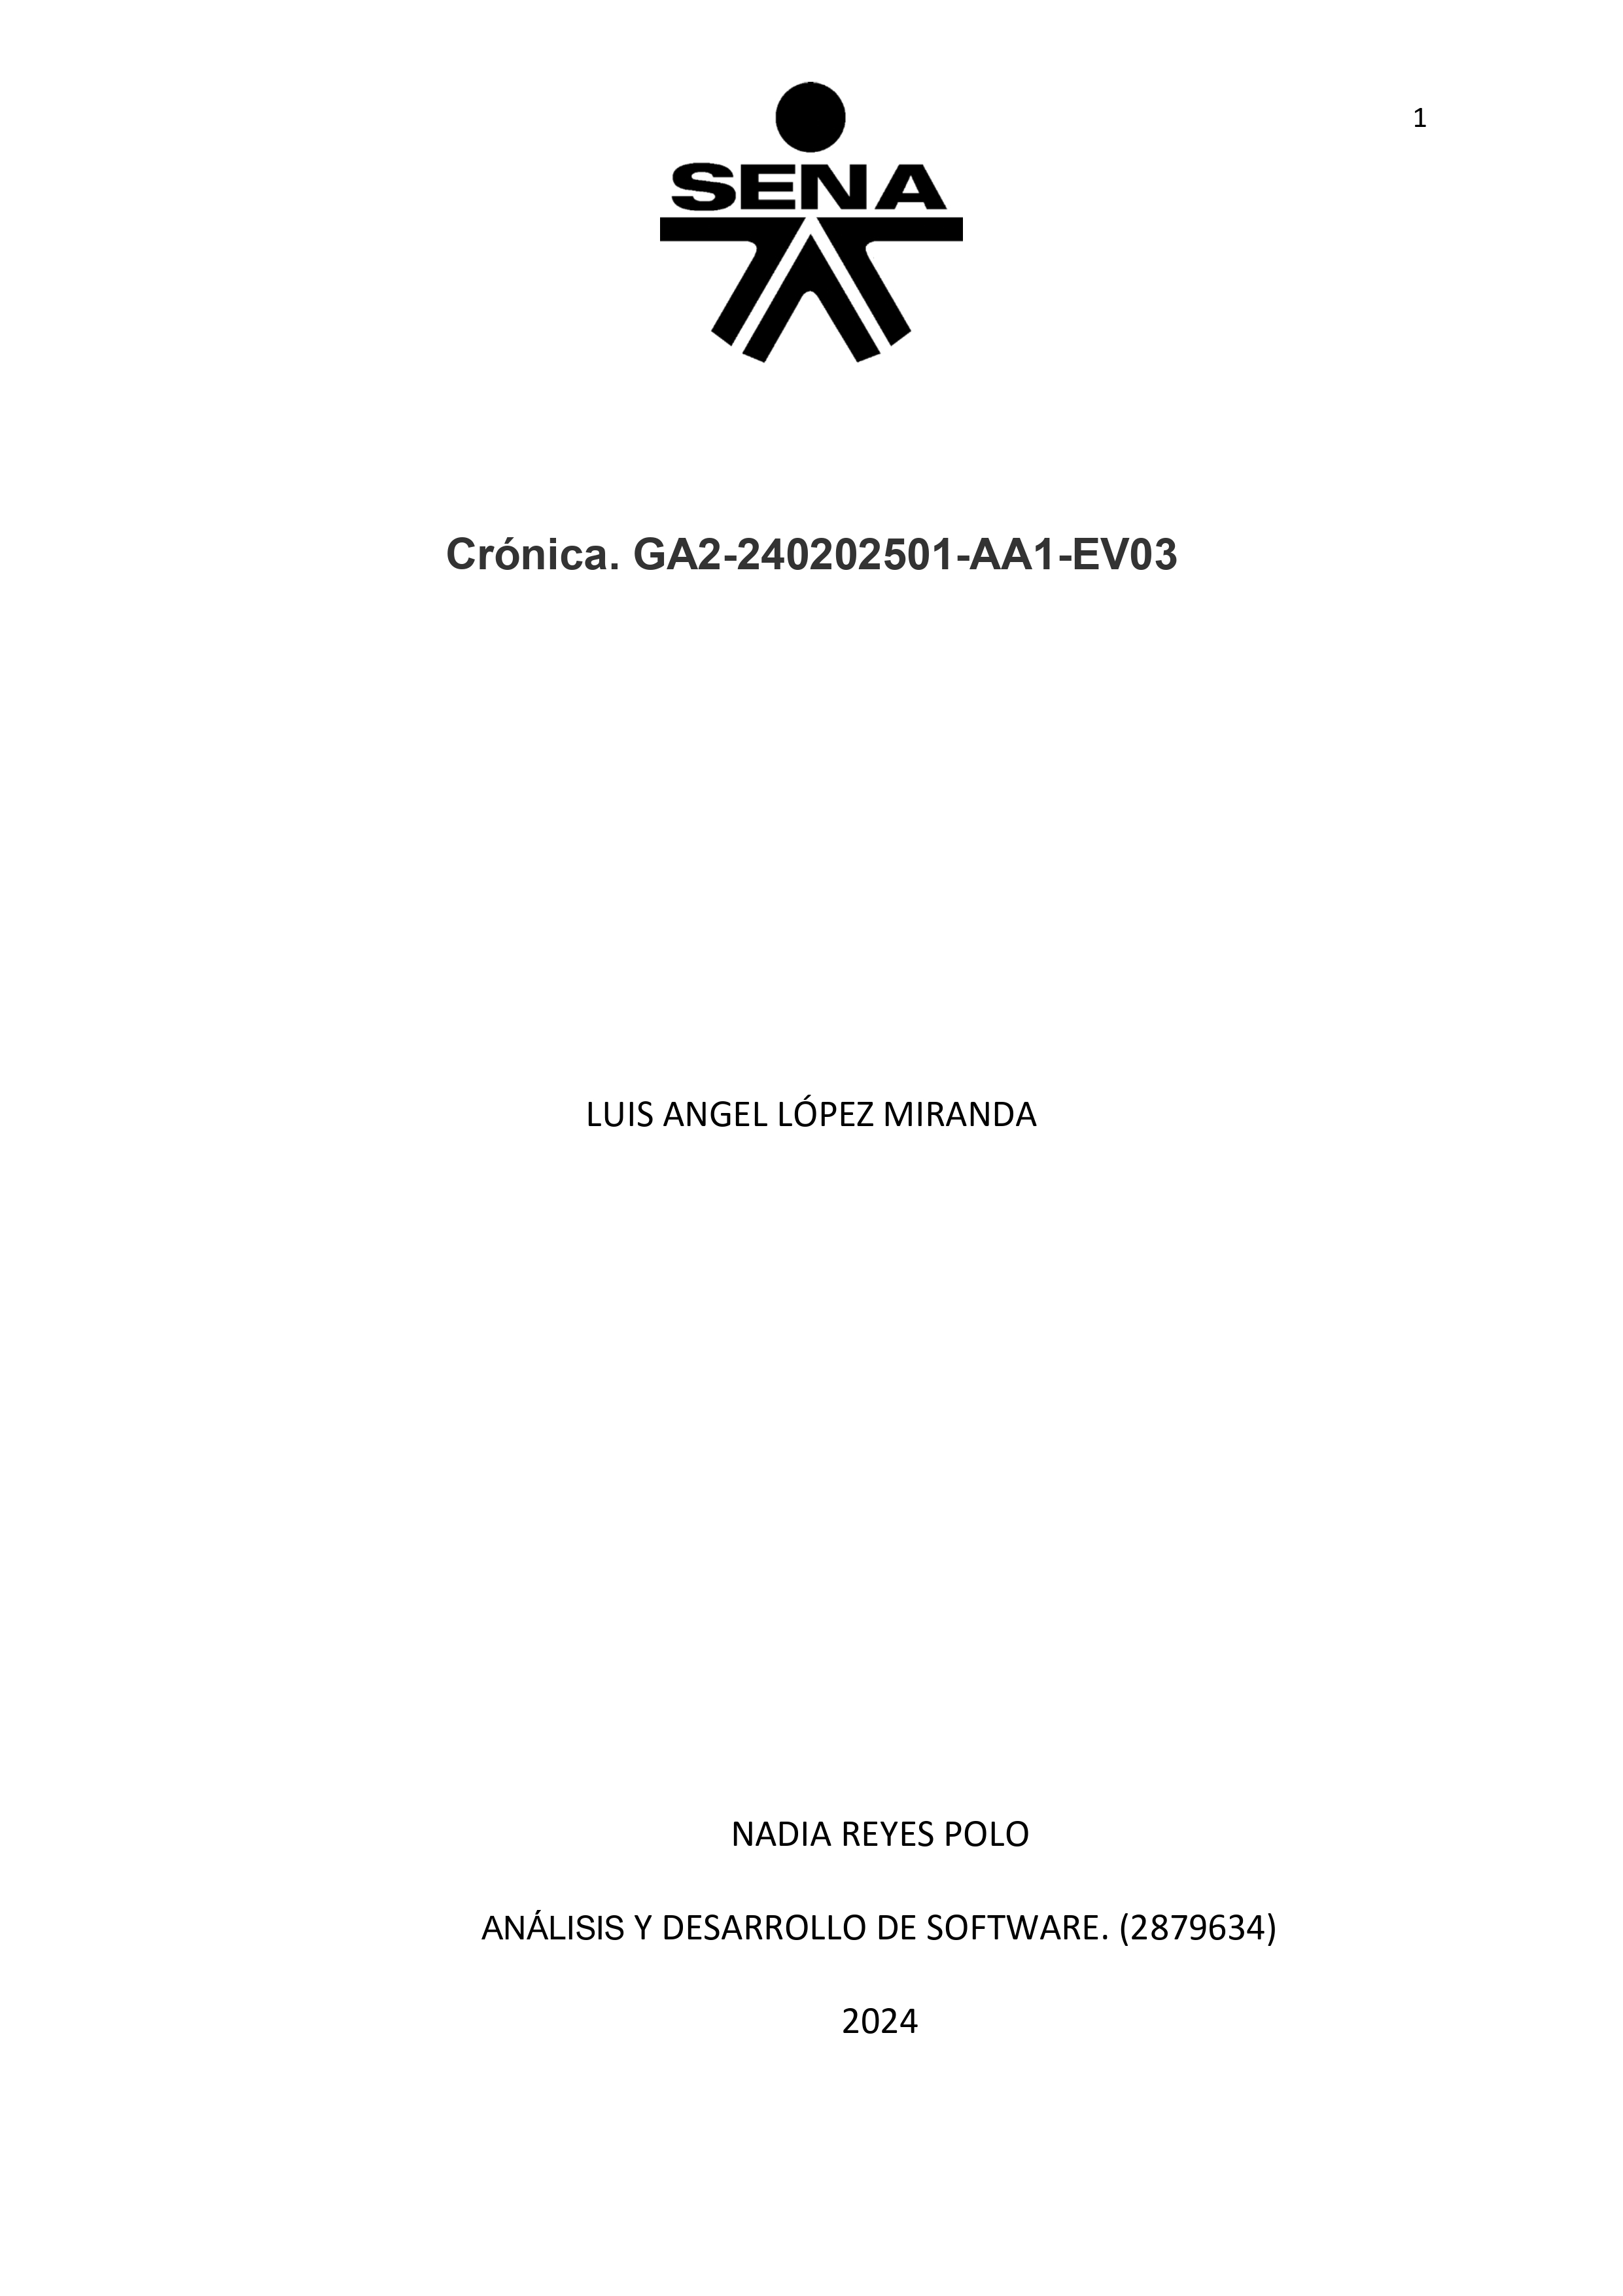 1
SENA
Crónica. GA2-240202501-AA1-EV03
LUIS ANGEL LÓPEZ MIRANDA
NADIA REYES POLO
ANÁLISIS Y DESARROLLO DE SOFTWARE. (2879634)
2024